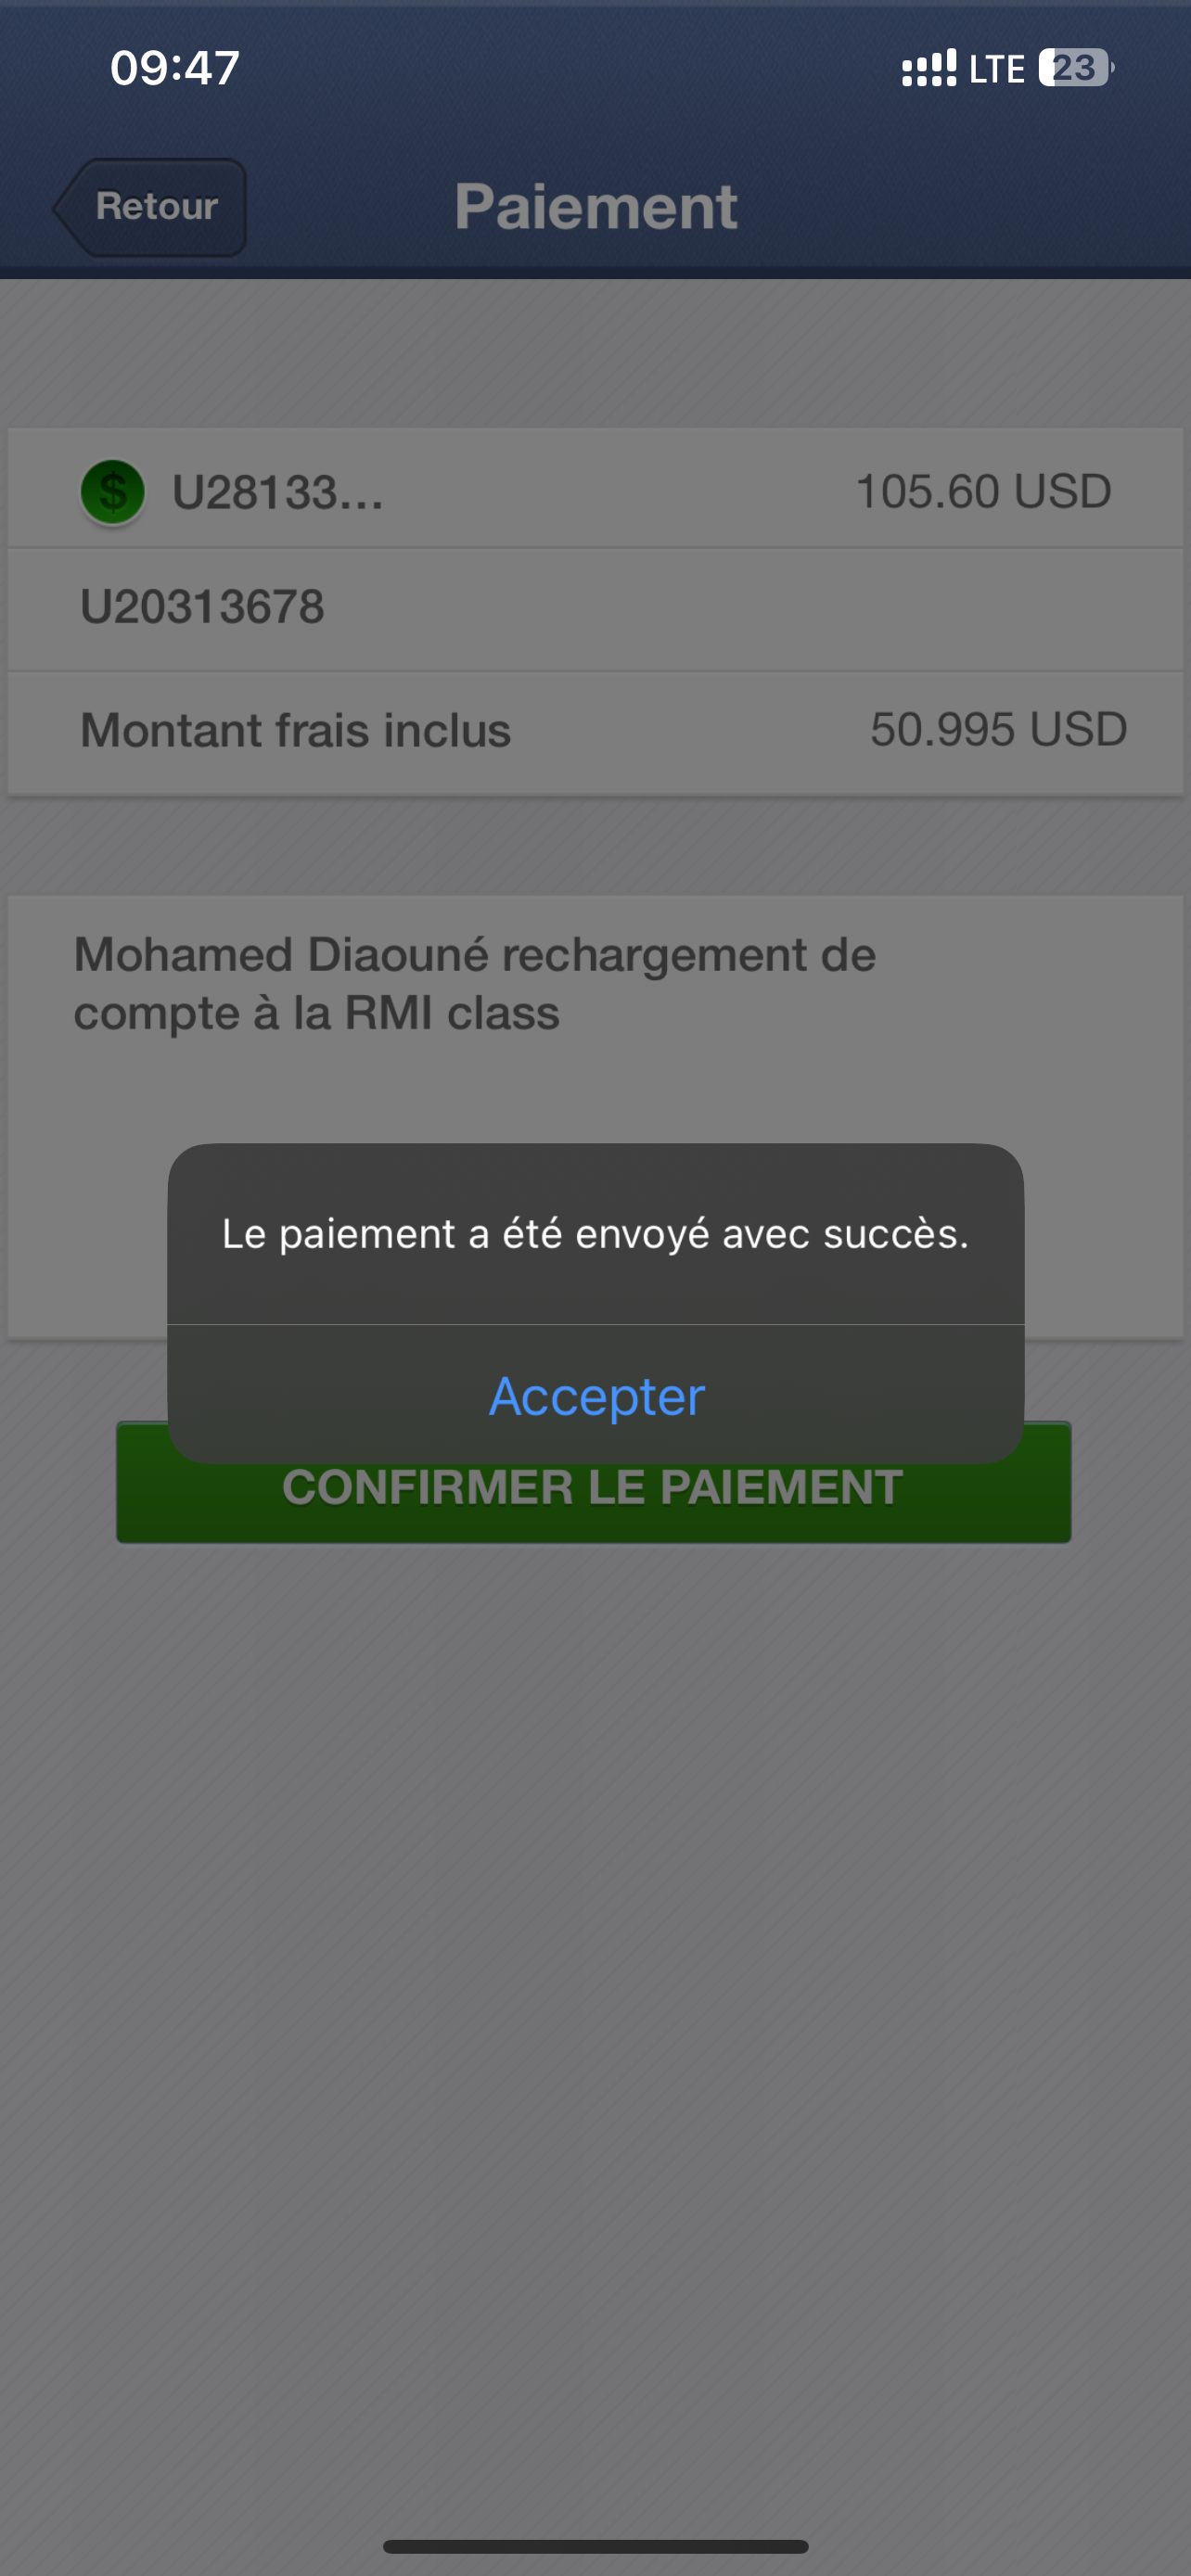 09:47
LTE 23
Retour
Paiement
$ U28133... 105.60 USD
U20313678
Montant frais inclus 50.995 USD
Mohamed Diaouné rechargement de
compte à la RMI class
Le paiement a été envoyé avec succès.
Accepter
CONFIRMER LE PAIEMENT